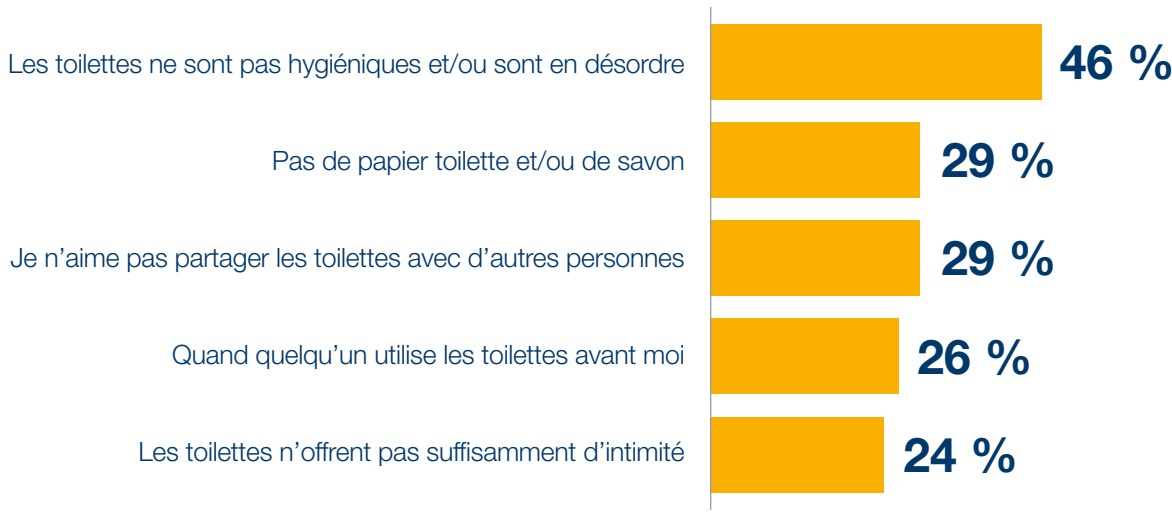 Les toilettes ne sont pas hygiéniques et/ou sont en désordre 46 %
Pas de papier toilette et/ou de savon 29 %
Je n’aime pas partager les toilettes avec d’autres personnes 29 %
Quand quelqu’un utilise les toilettes avant moi 26 %
Les toilettes n’offrent pas suffisamment d’intimité 24 %